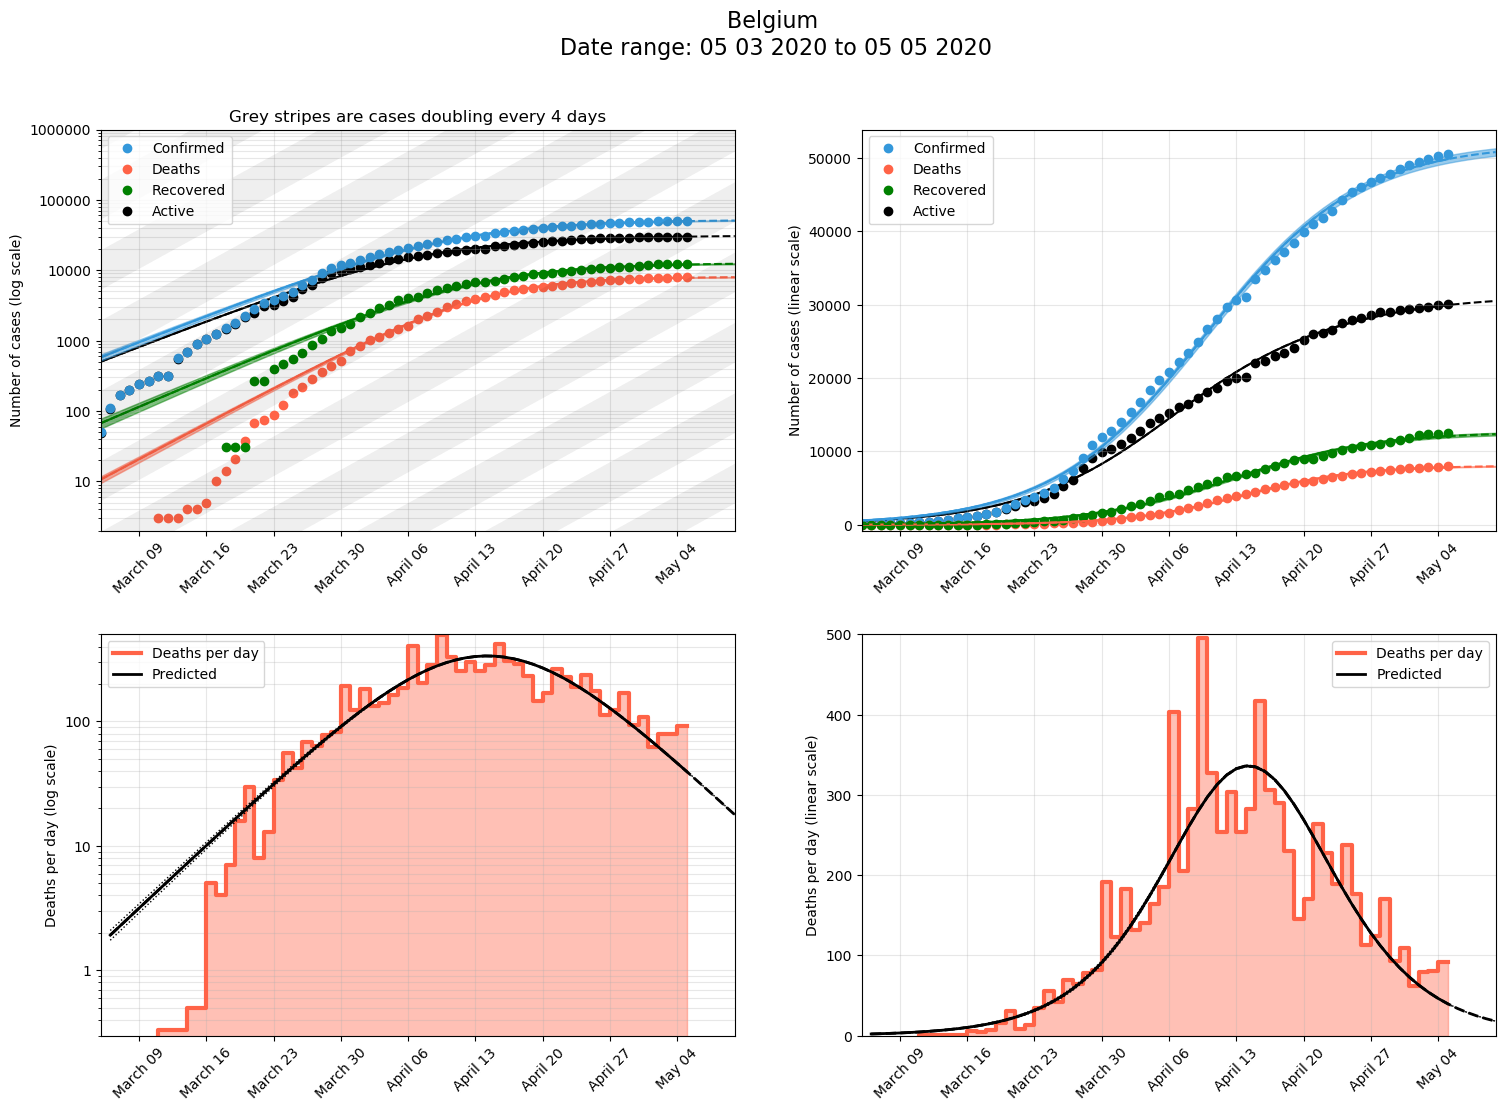 Belgium
Date range: 05 03 2020 to 05 05 2020
Grey stripes are cases doubling every 4 days
Number of cases (log scale)
1000000
100000
10000
1000
100
10
Confirmed
Deaths
Recovered
Active
March 09
March 16
March 23
March 30
April 06
April 13
April 20
April 27
May 04
Number of cases (linear scale)
50000
40000
30000
20000
10000
0
Confirmed
Deaths
Recovered
Active
March 09
March 16
March 23
March 30
April 06
April 13
April 20
April 27
May 04
Deaths per day (log scale)
100
10
1
Deaths per day
Predicted
March 09
March 16
March 23
March 30
April 06
April 13
April 20
April 27
May 04
Deaths per day (linear scale)
500
400
300
200
100
0
Deaths per day
Predicted
March 09
March 16
March 23
March 30
April 06
April 13
April 20
April 27
May 04